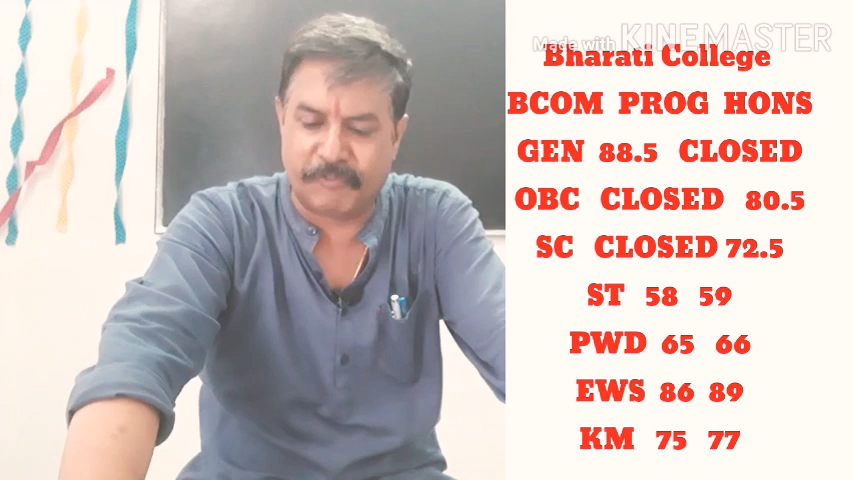 Made with KINEMASTER
Bharati College
BCOM PROG HONS
GEN 88.5 CLOSED
OBC CLOSED 80.5
SC CLOSED 72.5
ST 58 59
PWD 65 66
EWS 86 89
KM 75 77